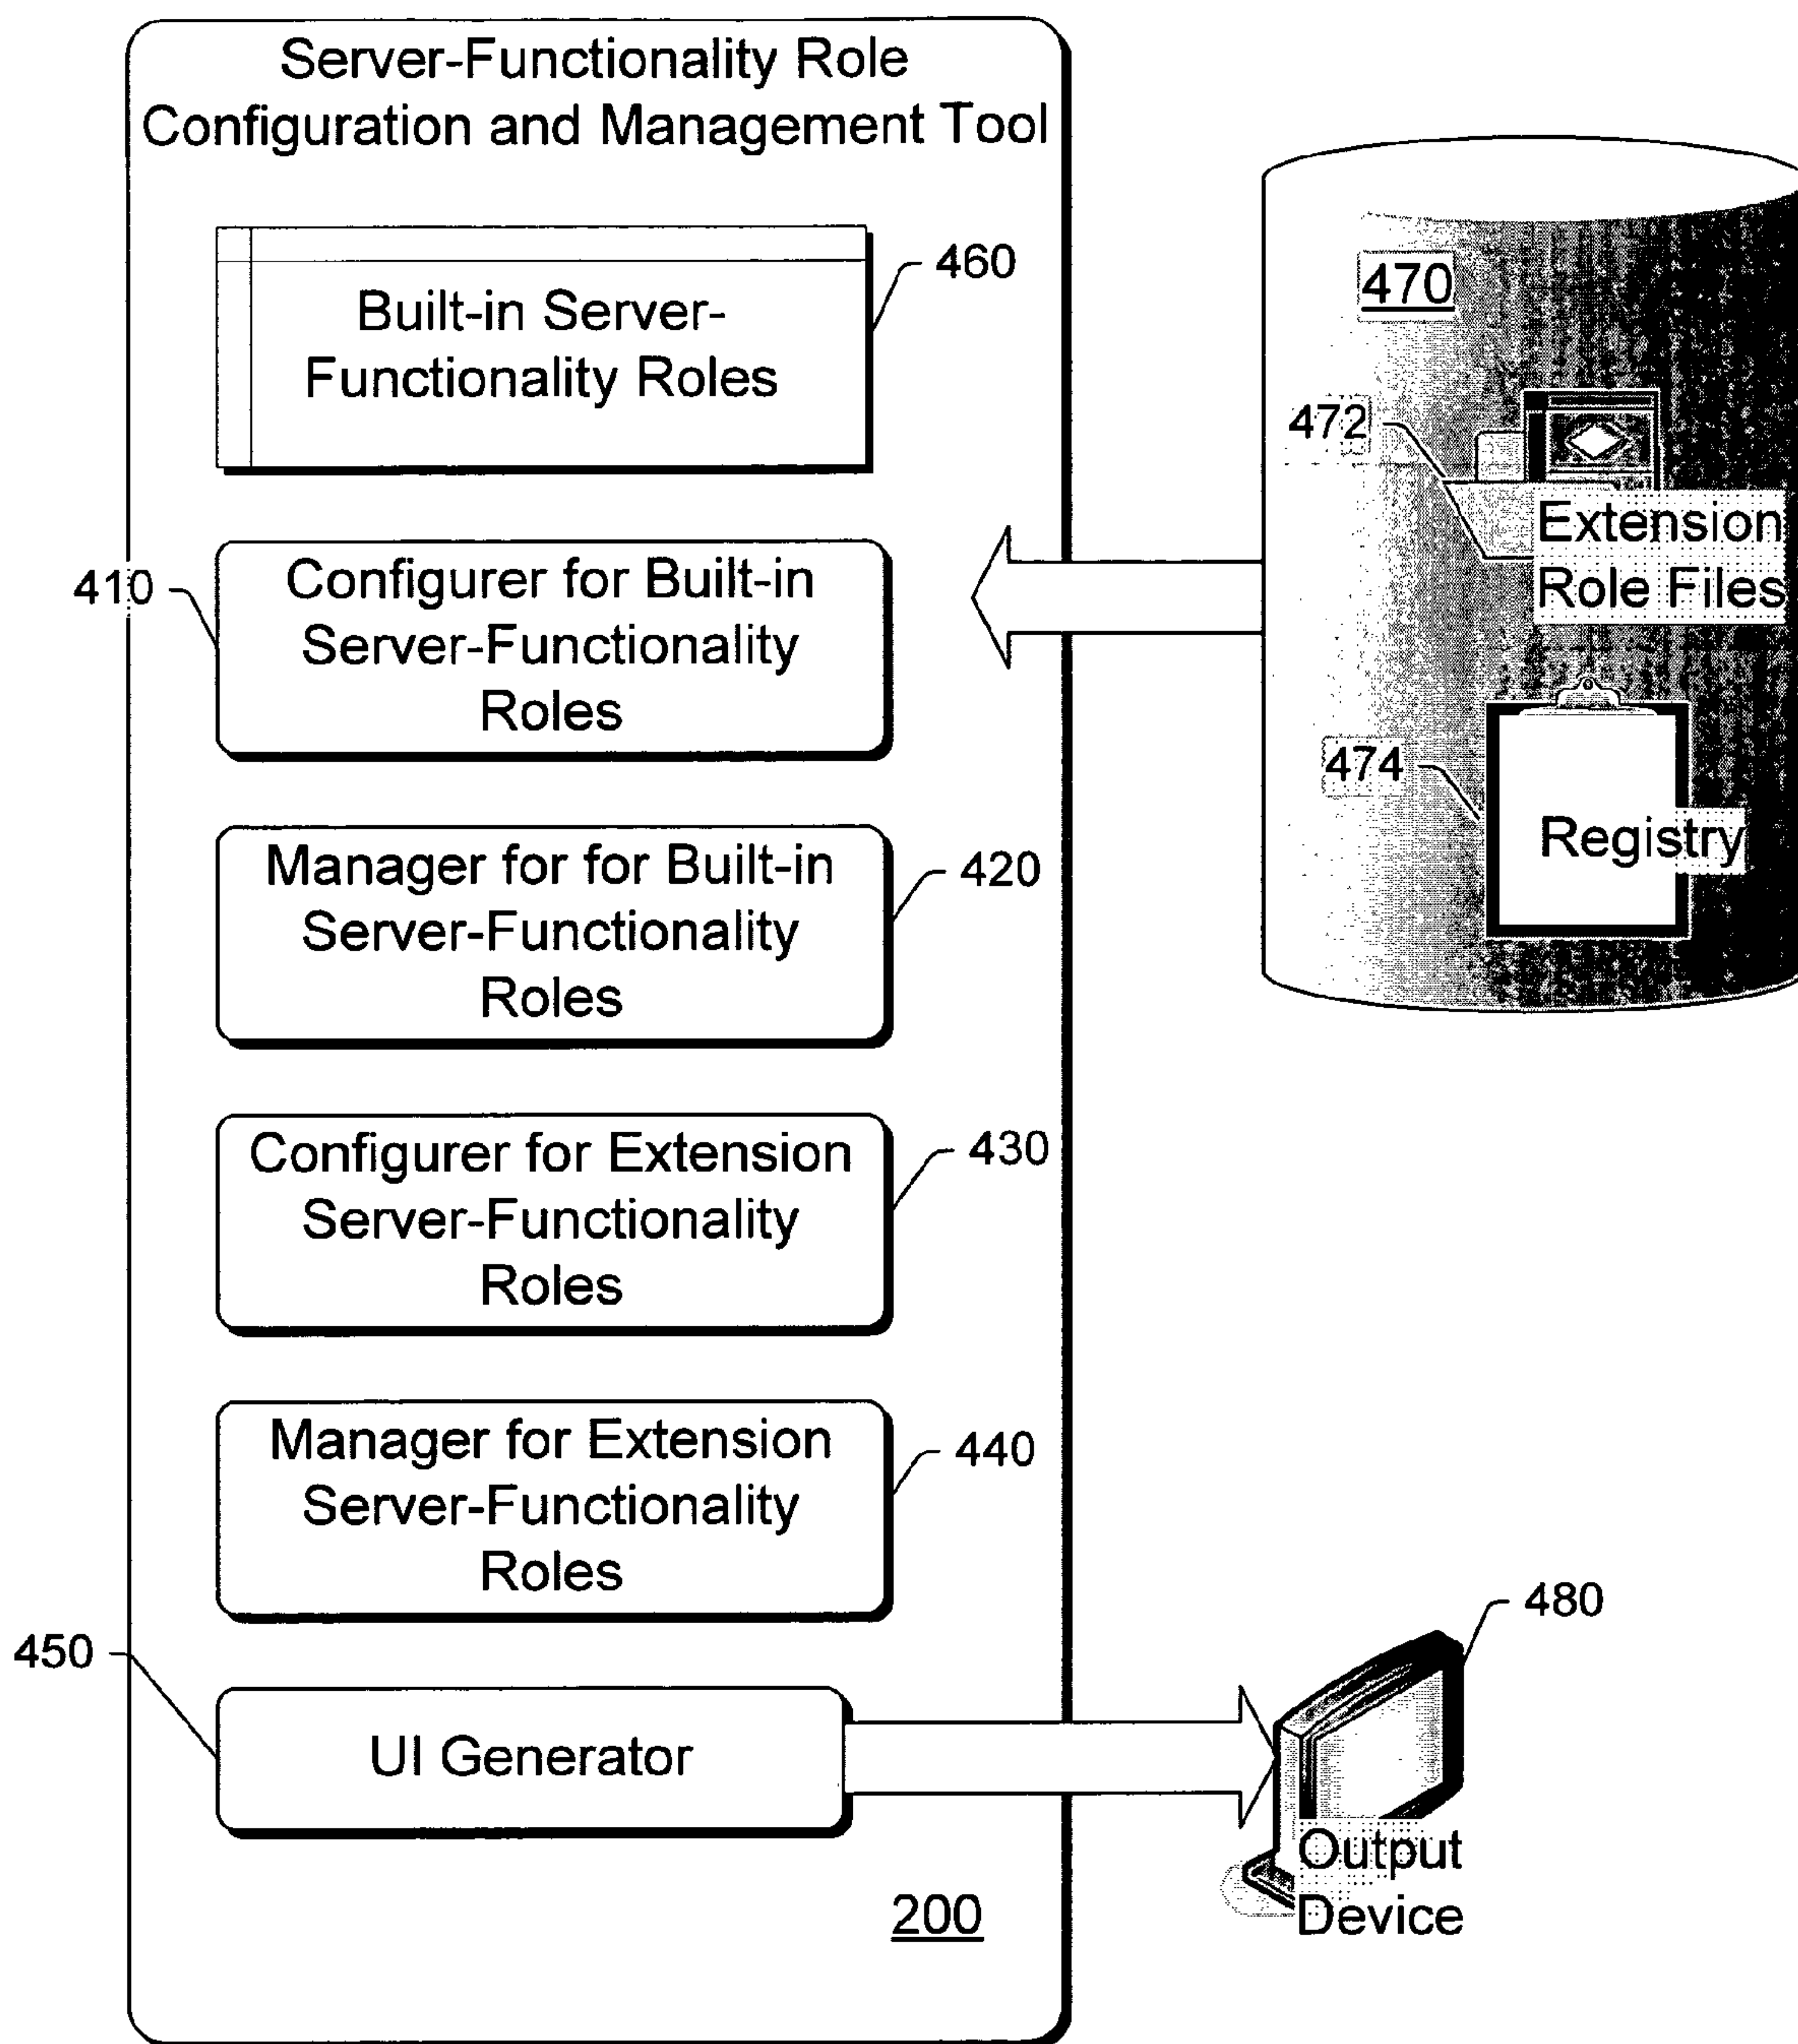 Server-Functionality Role
Configuration and Management Tool
Built-in Server-
Functionality Roles
460
410
Configurer for Built-in
Server-Functionality
Roles
Manager for for Built-in
Server-Functionality
Roles
420
Configurer for Extension
Server-Functionality
Roles
430
Manager for Extension
Server-Functionality
Roles
440
450
UI Generator
200
470
472
Extension
Role Files
474
Registry
480
Output
Device